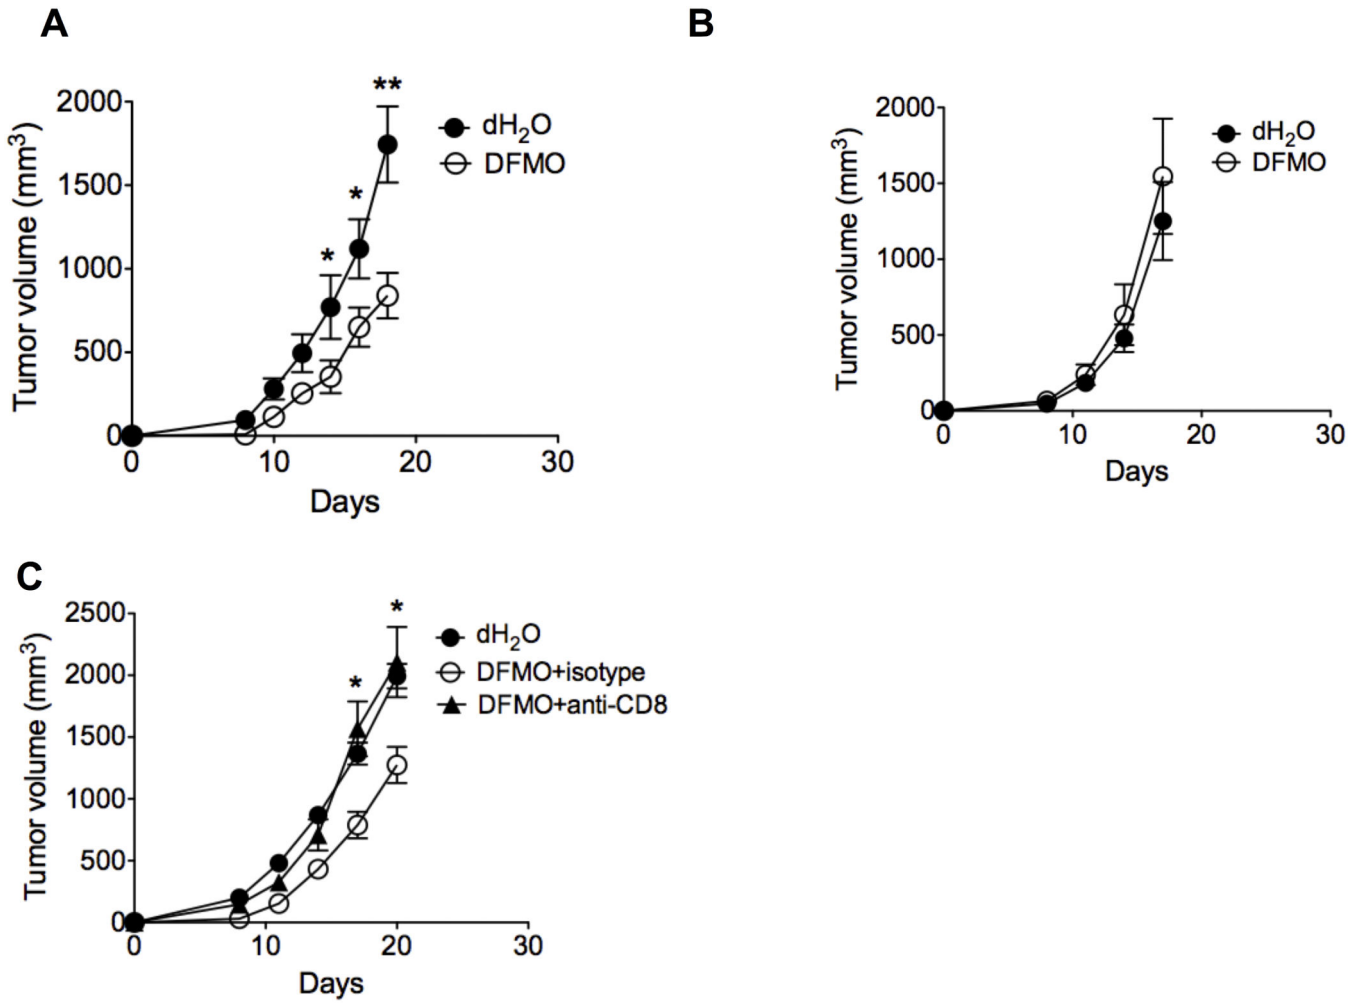 A
Tumor volume (mm³)
2000
1500
1000
500
0
0 10 20 30
Days
* * **
dH₂O
DFMO
B
Tumor volume (mm³)
2000
1500
1000
500
0
0 10 20 30
Days
dH₂O
DFMO
C
Tumor volume (mm³)
2500
2000
1500
1000
500
0
0 10 20 30
Days
* *
dH₂O
DFMO+isotype
DFMO+anti-CD8